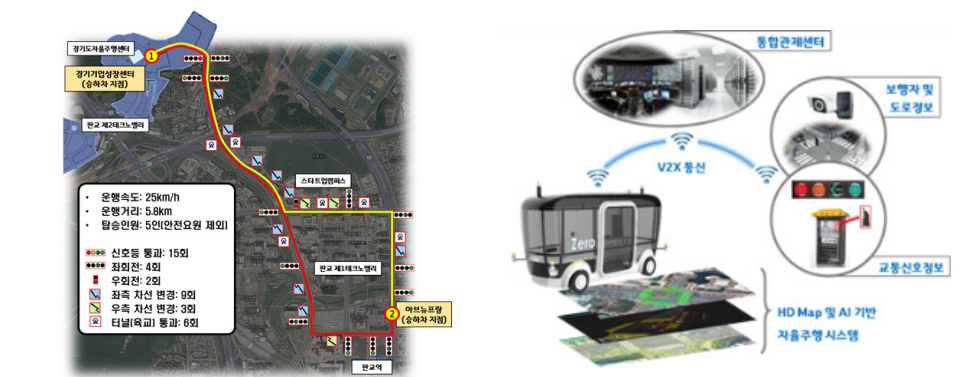 경기도자율주행센터
1
경기기업성장센터
(승하차 지점)
판교 제2테크노밸리
스타트업캠퍼스
• 운행속도: 25km/h
• 운행거리: 5.8km
• 탑승인원: 5인(안전요원 제외)
신호등 통과: 15회
좌회전: 4회
우회전: 2회
좌측 차선 변경: 9회
우측 차선 변경: 3회
터널(육교) 통과: 6회
판교 제1테크노밸리
2
아브뉴프랑
(승하차 지점)
판교역
통합관제센터
보행자 및
도로정보
V2X 통신
Zero
교통신호정보
HD Map 및 AI 기반
자율주행 시스템